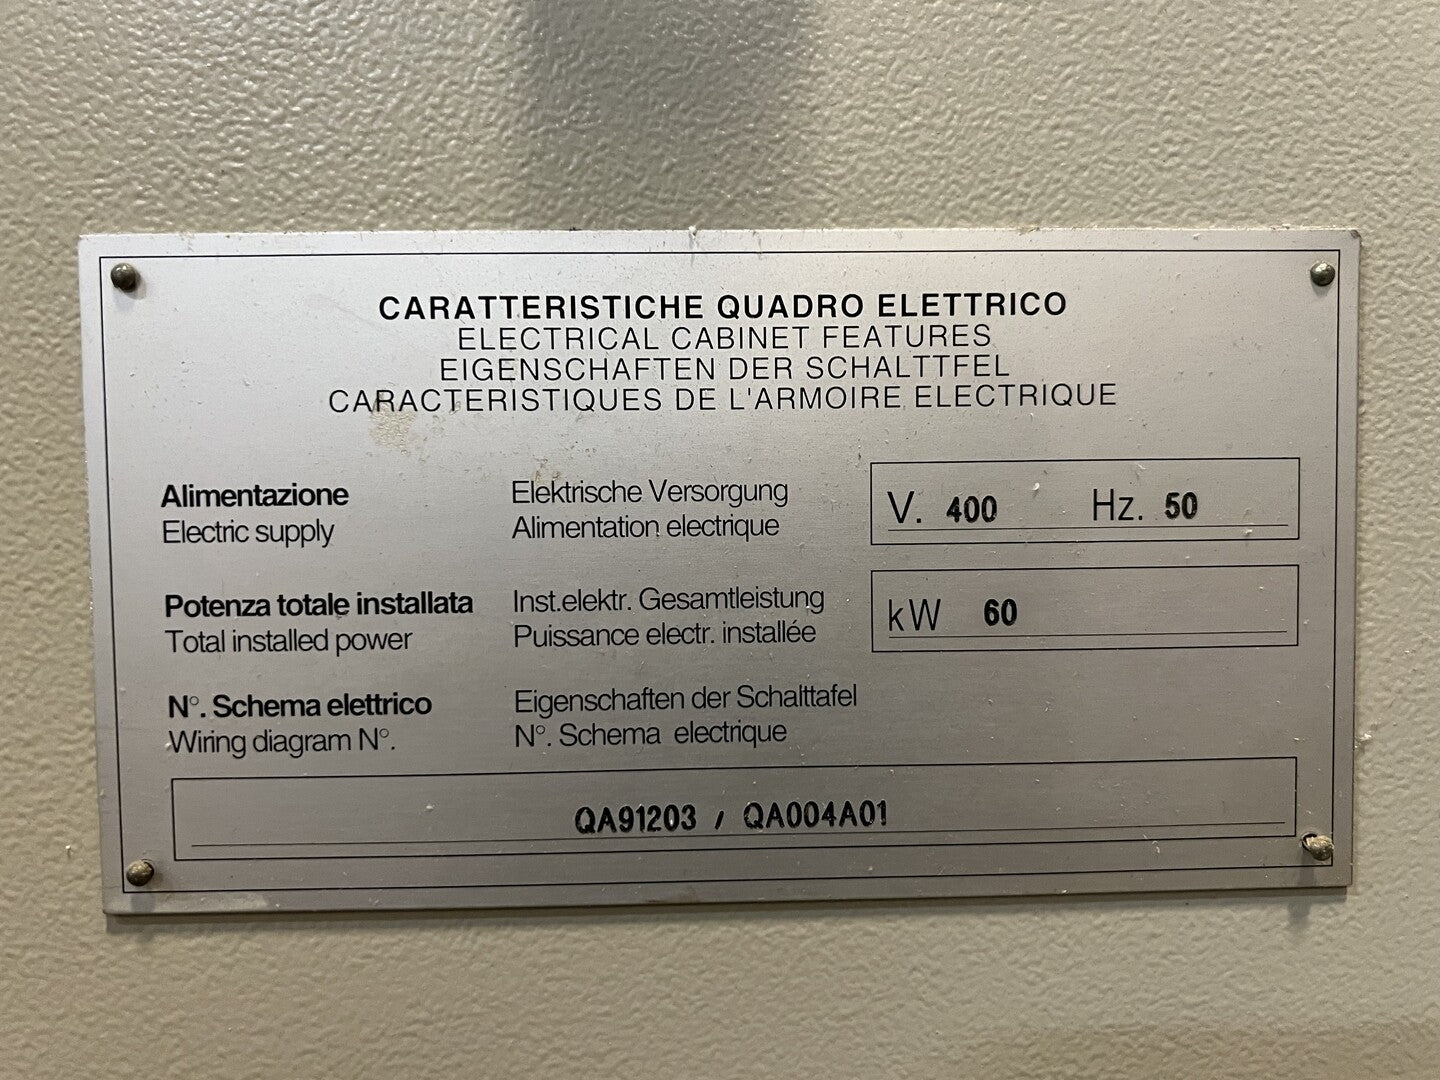 CARATTERISTICHE QUADRO ELETTRICO
ELECTRICAL CABINET FEATURES
EIGENSCHAFTEN DER SCHALTTFEL
CARACTERISTIQUES DE L'ARMOIRE ELECTRIQUE
Alimentazione
Electric supply
Elektrische Versorgung
Alimentation electrique
V. 400 Hz. 50
Potenza totale installata
Total installed power
Inst.elektr. Gesamtleistung
Puissance electr. installée
kW 60
N°. Schema elettrico
Wiring diagram N°.
Eigenschaften der Schalttafel
N°. Schema electrique
QA91203 / QA004A01